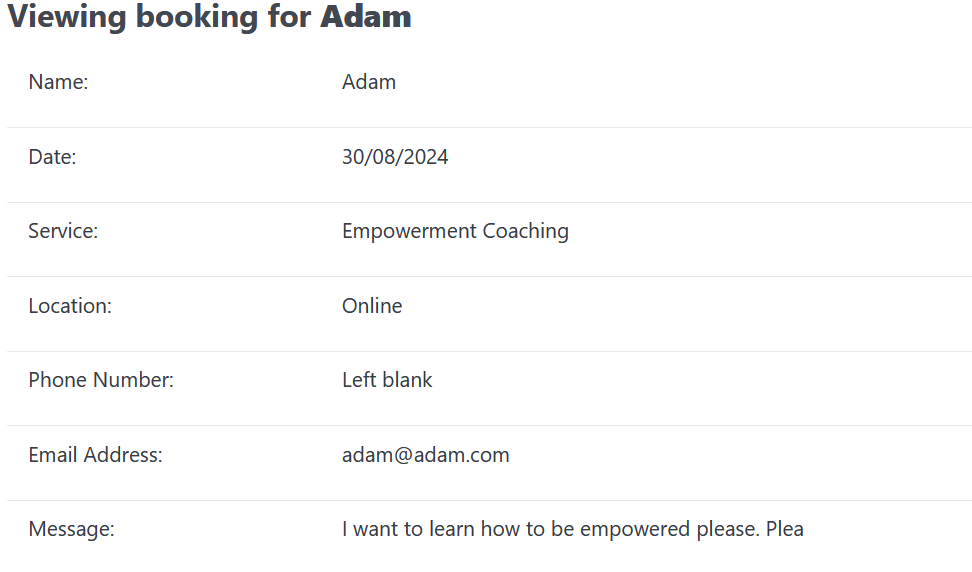 Viewing booking for Adam
Name: Adam
Date: 30/08/2024
Service: Empowerment Coaching
Location: Online
Phone Number: Left blank
Email Address: adam@adam.com
Message: I want to learn how to be empowered please. Plea